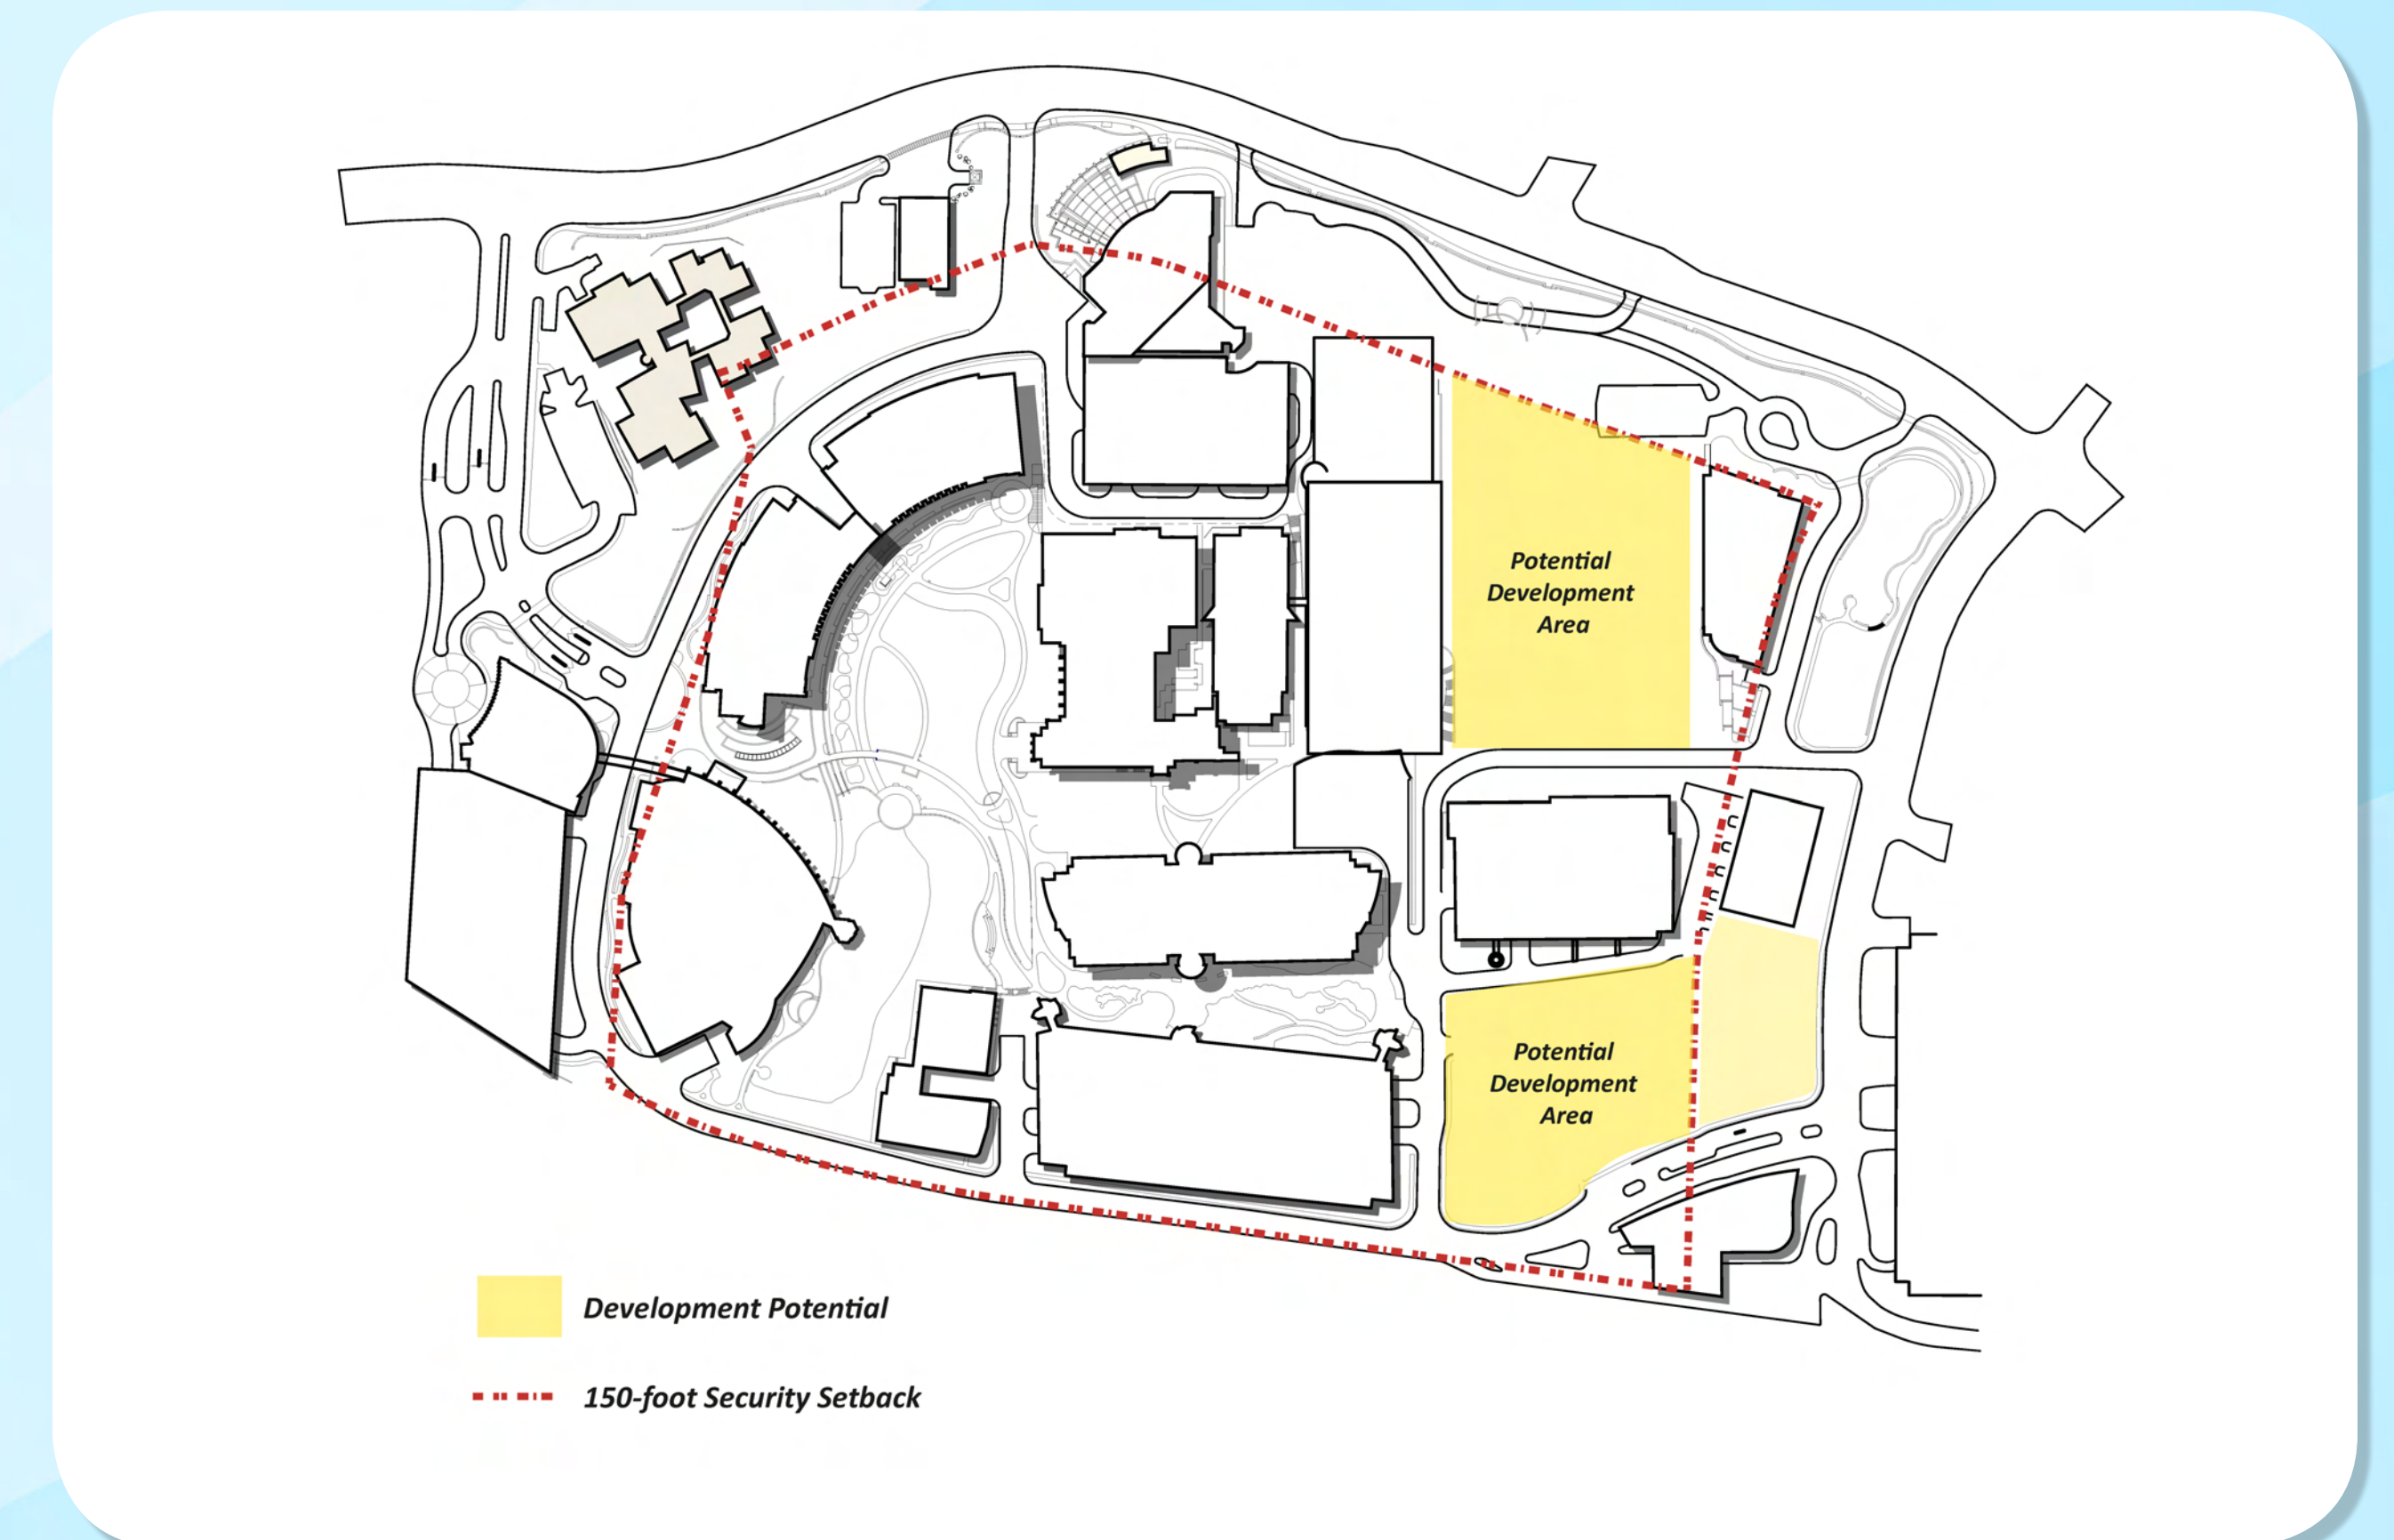 Potential
Development
Area
Potential
Development
Area
Development Potential
150-foot Security Setback